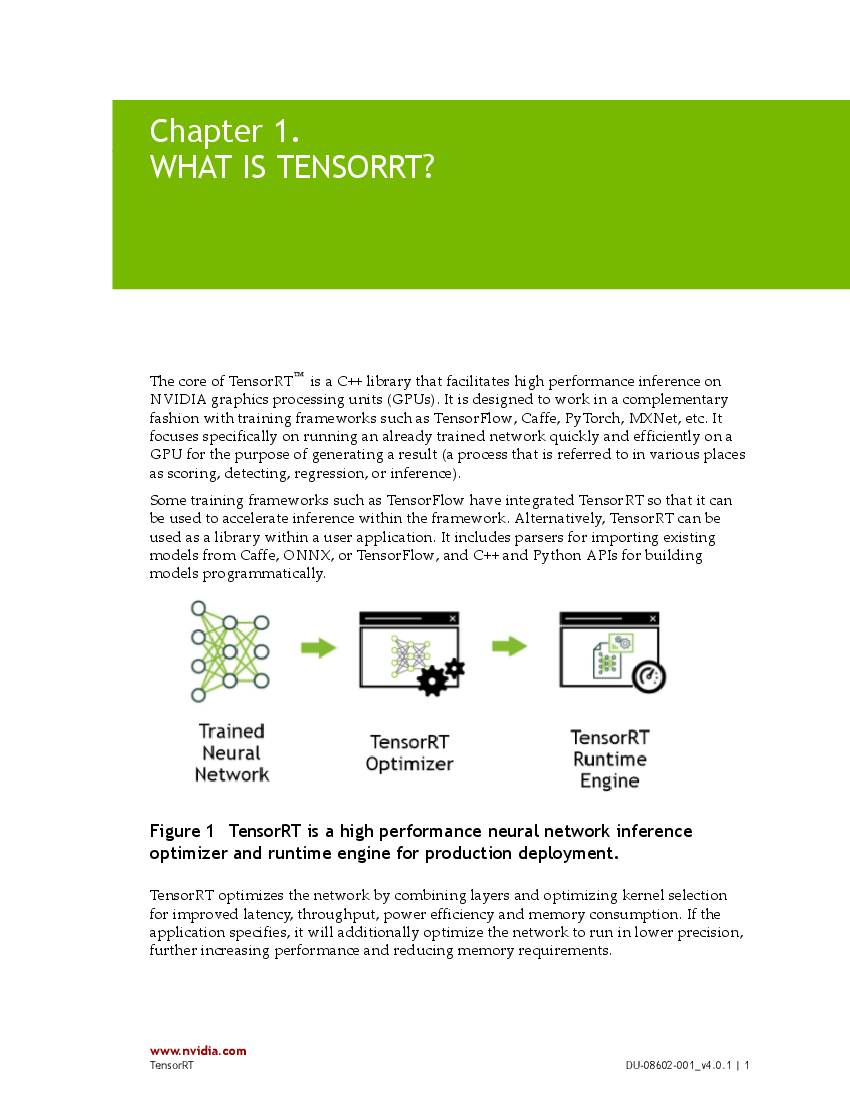 Chapter 1.
WHAT IS TENSORRT?
The core of TensorRT™ is a C++ library that facilitates high performance inference on
NVIDIA graphics processing units (GPUs). It is designed to work in a complementary
fashion with training frameworks such as TensorFlow, Caffe, PyTorch, MXNet, etc. It
focuses specifically on running an already trained network quickly and efficiently on a
GPU for the purpose of generating a result (a process that is referred to in various places
as scoring, detecting, regression, or inference).
Some training frameworks such as TensorFlow have integrated TensorRT so that it can
be used to accelerate inference within the framework. Alternatively, TensorRT can be
used as a library within a user application. It includes parsers for importing existing
models from Caffe, ONNX, or TensorFlow, and C++ and Python APIs for building
models programmatically.
Trained
Neural
Network
TensorRT
Optimizer
TensorRT
Runtime
Engine
Figure 1 TensorRT is a high performance neural network inference
optimizer and runtime engine for production deployment.
TensorRT optimizes the network by combining layers and optimizing kernel selection
for improved latency, throughput, power efficiency and memory consumption. If the
application specifies, it will additionally optimize the network to run in lower precision,
further increasing performance and reducing memory requirements.
www.nvidia.com
TensorRT
DU-08602-001_v4.0.1 | 1